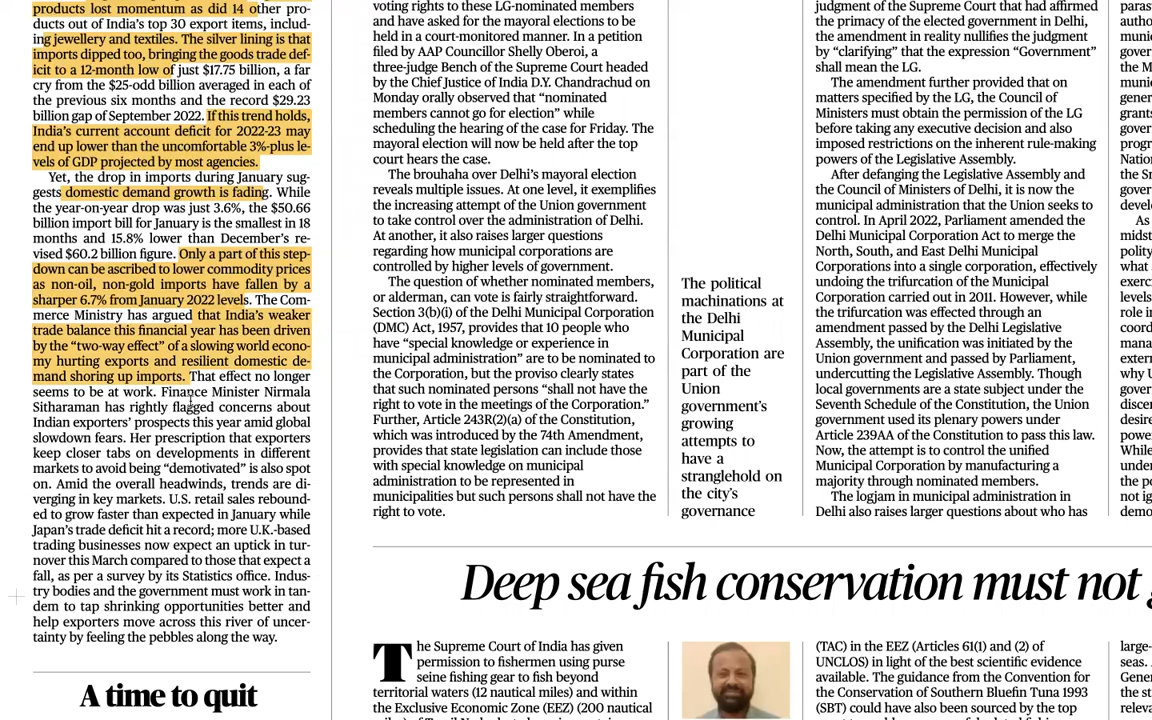 products lost momentum as did 14 other
products out of India's top 30 export items, includ-
ing jewellery and textiles. The silver lining is that
imports dipped too, bringing the goods trade def-
icit to a 12-month low of just $17.75 billion, a far
cry from the $25-odd billion averaged in each of
the previous six months and the record $29.23
billion gap of September 2022. If this trend holds,
India's current account deficit for 2022-23 may
end up lower than the uncomfortable 3%-plus le-
vels of GDP projected by most agencies.
Yet, the drop in imports during January sug-
gests domestic demand growth is fading. While
the year-on-year drop was just 3.6%, the $50.66
billion import bill for January is the smallest in 18
months and 15.8% lower than December's re-
vised $60.2 billion figure. Only a part of this step-
down can be ascribed to lower commodity prices
as non-oil, non-gold imports have fallen by a
sharper 6.7% from January 2022 levels. The Com-
merce Ministry has argued that India's weaker
trade balance this financial year has been driven
by the “two-way effect” of a slowing world econo-
my hurting exports and resilient domestic de-
mand shoring up imports. That effect no longer
seems to be at work. Finance Minister Nirmala
Sitharaman has rightly flagged concerns about
Indian exporters' prospects this year amid global
slowdown fears. Her prescription that exporters
keep closer tabs on developments in different
markets to avoid being “demotivated” is also spot
on. Amid the overall headwinds, trends are di-
verging in key markets. U.S. retail sales rebound-
ed to grow faster than expected in January while
Japan's trade deficit hit a record; more U.K.-based
trading businesses now expect an uptick in tur-
nover this March compared to those that expect a
fall, as per a survey by its Statistics office. Indus-
try bodies and the government must work in tan-
dem to tap shrinking opportunities better and
help exporters move across this river of uncer-
tainty by feeling the pebbles along the way.
A time to quit
voting rights to these LG-nominated members
and have asked for the mayoral elections to be
held in a court-monitored manner. In a petition
filed by AAP Councillor Shelly Oberoi, a
three-judge Bench of the Supreme Court headed
by the Chief Justice of India D.Y. Chandrachud on
Monday orally observed that “nominated
members cannot go for election” while
scheduling the hearing of the case for Friday. The
mayoral election will now be held after the top
court hears the case.
The brouhaha over Delhi's mayoral election
reveals multiple issues. At one level, it exemplifies
the increasing attempt of the Union government
to take control over the administration of Delhi.
At another, it also raises larger questions
regarding how municipal corporations are
controlled by higher levels of government.
The question of whether nominated members,
or alderman, can vote is fairly straightforward.
Section 3(b)(i) of the Delhi Municipal Corporation
(DMC) Act, 1957, provides that 10 people who
have “special knowledge or experience in
municipal administration” are to be nominated to
the Corporation, but the proviso clearly states
that such nominated persons “shall not have the
right to vote in the meetings of the Corporation.”
Further, Article 243R(2)(a) of the Constitution,
which was introduced by the 74th Amendment,
provides that state legislation can include those
with special knowledge on municipal
administration to be represented in
municipalities but such persons shall not have the
right to vote.
The political
machinations at
the Delhi
Municipal
Corporation are
part of the
Union
government's
growing
attempts to
have a
stranglehold on
the city's
governance
judgment of the Supreme Court that had affirmed
the primacy of the elected government in Delhi,
the amendment in reality nullifies the judgment
by “clarifying” that the expression “Government”
shall mean the LG.
The amendment further provided that on
matters specified by the LG, the Council of
Ministers must obtain the permission of the LG
before taking any executive decision and also
imposed restrictions on the inherent rule-making
powers of the Legislative Assembly.
After defanging the Legislative Assembly and
the Council of Ministers of Delhi, it is now the
municipal administration that the Union seeks to
control. In April 2022, Parliament amended the
Delhi Municipal Corporation Act to merge the
North, South, and East Delhi Municipal
Corporations into a single corporation, effectively
undoing the trifurcation of the Municipal
Corporation carried out in 2011. However, while
the trifurcation was effected through an
amendment passed by the Delhi Legislative
Assembly, the unification was initiated by the
Union government and passed by Parliament,
undercutting the Legislative Assembly. Though
local governments are a state subject under the
Seventh Schedule of the Constitution, the Union
government used its plenary powers under
Article 239AA of the Constitution to pass this law.
Now, the attempt is to control the unified
Municipal Corporation by manufacturing a
majority through nominated members.
The logjam in municipal administration in
Delhi also raises larger questions about who has
Deep sea fish conservation must not
The Supreme Court of India has given
permission to fishermen using purse
seine fishing gear to fish beyond
territorial waters (12 nautical miles) and within
the Exclusive Economic Zone (EEZ) (200 nautical
(TAC) in the EEZ (Articles 61(1) and (2) of
UNCLOS) in light of the best scientific evidence
available. The guidance from the Convention for
the Conservation of Southern Bluefin Tuna 1993
(SBT) could have also been sourced by the top